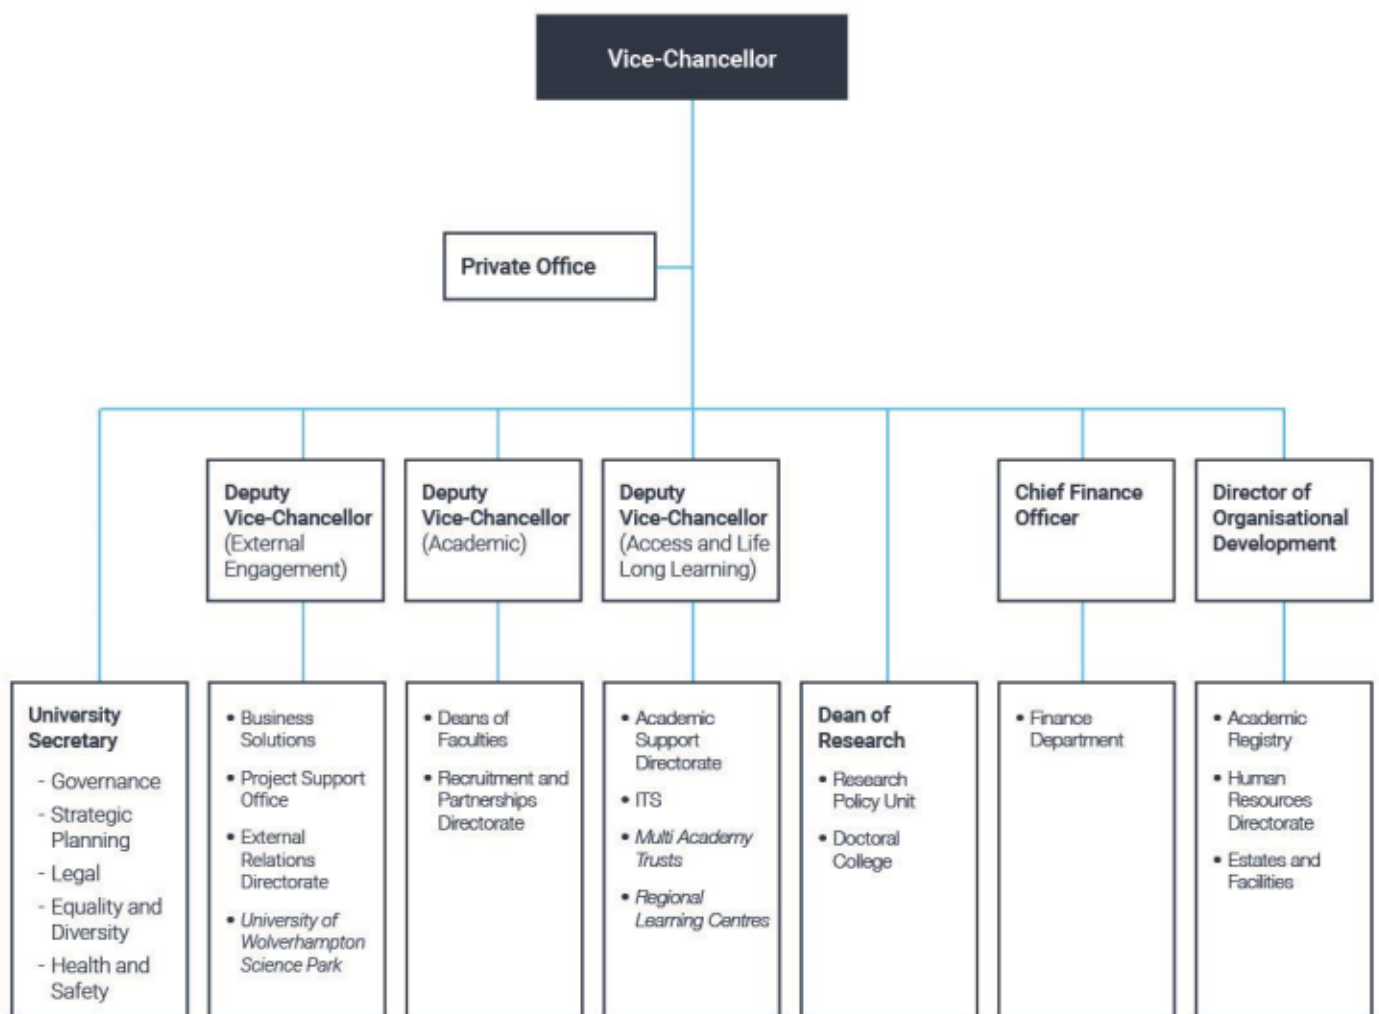 Vice-Chancellor
Private Office
Deputy
Vice-Chancellor
(External
Engagement)
Deputy
Vice-Chancellor
(Academic)
Deputy
Vice-Chancellor
(Access and Life
Long Learning)
Chief Finance
Officer
Director of
Organisational
Development
University
Secretary
- Governance
- Strategic
Planning
- Legal
- Equality and
Diversity
- Health and
Safety
• Business
Solutions
• Project Support
Office
• External
Relations
Directorate
• University of
Wolverhampton
Science Park
• Deans of
Faculties
• Recruitment and
Partnerships
Directorate
• Academic
Support
Directorate
• ITS
• Multi Academy
Trusts
• Regional
Learning Centres
Dean of
Research
• Research
Policy Unit
• Doctoral
College
• Finance
Department
• Academic
Registry
• Human
Resources
Directorate
• Estates and
Facilities